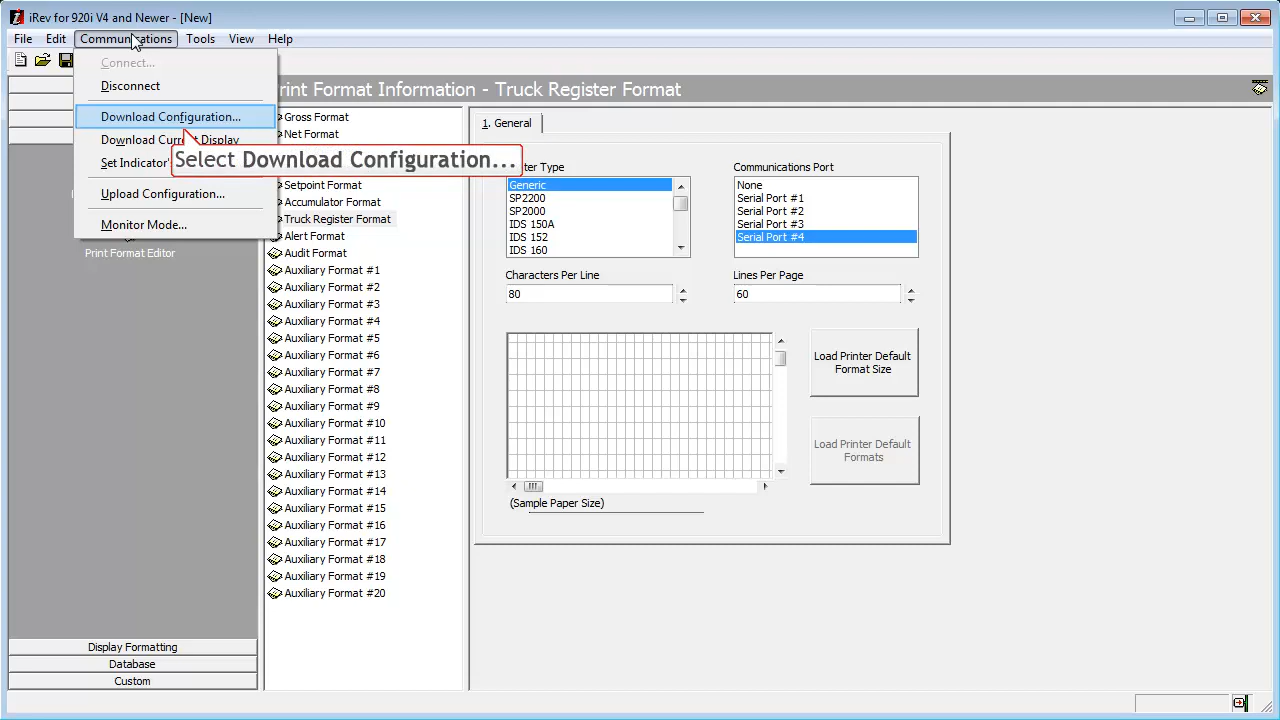 iRev for 920i V4 and Newer - [New]
File Edit Communications Tools View Help
Connect...
Disconnect
Download Configuration...
Download Current Display
Set Indicator'
Upload Configuration...
Monitor Mode...
Select Download Configuration...
Print Format Editor
Display Formatting
Database
Custom
rint Format Information - Truck Register Format
Gross Format
Net Format
Setpoint Format
Accumulator Format
Truck Register Format
Alert Format
Audit Format
Auxiliary Format #1
Auxiliary Format #2
Auxiliary Format #3
Auxiliary Format #4
Auxiliary Format #5
Auxiliary Format #6
Auxiliary Format #7
Auxiliary Format #8
Auxiliary Format #9
Auxiliary Format #10
Auxiliary Format #11
Auxiliary Format #12
Auxiliary Format #13
Auxiliary Format #14
Auxiliary Format #15
Auxiliary Format #16
Auxiliary Format #17
Auxiliary Format #18
Auxiliary Format #19
Auxiliary Format #20
1. General
ter Type
Generic
SP2200
SP2000
IDS 150A
IDS 152
IDS 160
Communications Port
None
Serial Port #1
Serial Port #2
Serial Port #3
Serial Port #4
Characters Per Line
80
Lines Per Page
60
Load Printer Default
Format Size
Load Printer Default
Formats
(Sample Paper Size)